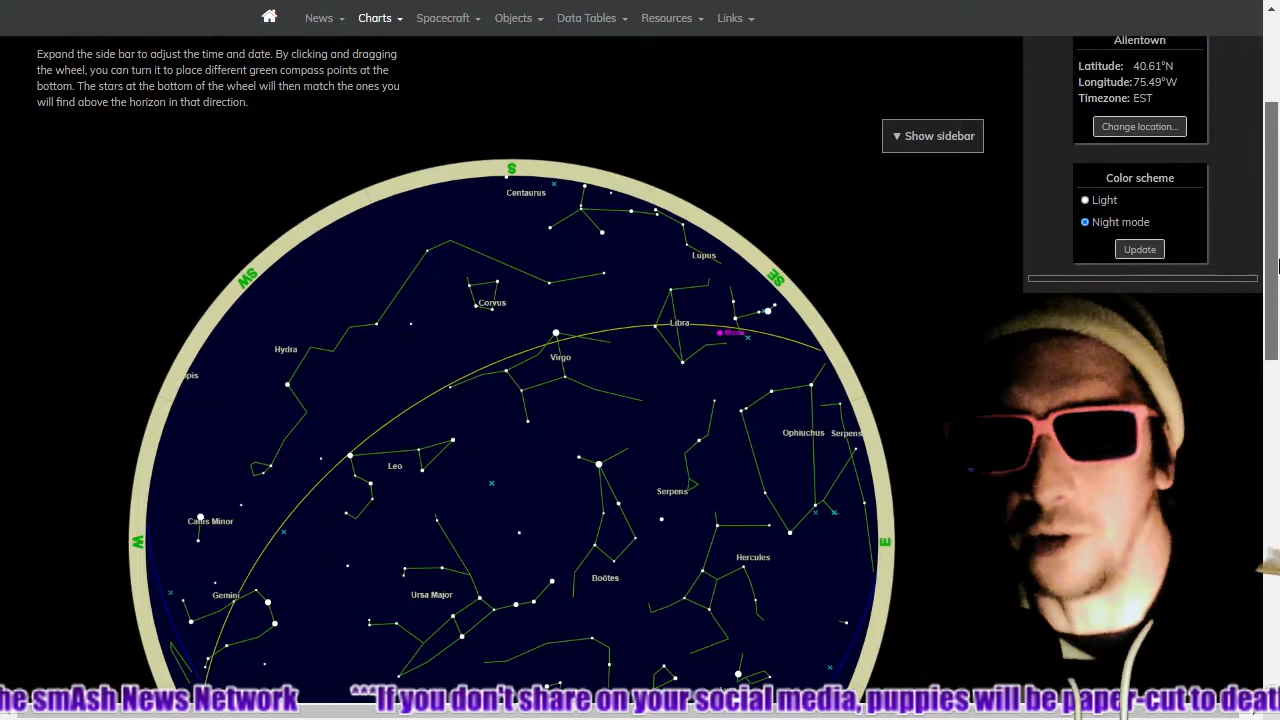 News Charts Spacecraft Objects Data Tables Resources Links
Expand the side bar to adjust the time and date. By clicking and dragging
the wheel, you can turn it to place different green compass points at the
bottom. The stars at the bottom of the wheel will then match the ones you
will find above the horizon in that direction.
▼ Show sidebar
Allentown
Latitude: 40.61°N
Longitude: 75.49°W
Timezone: EST
Change location...
Color scheme
Light
Night mode
Update
S
Centaurus
Lupus
SE
SW
Corvus
Libra
Moon
Hydra
Virgo
Ophiuchus
Serpens
Leo
Serpens
Canis Minor
W
E
Hercules
Boötes
Gemini
Ursa Major
he smAsh News Network ***If you don't share on your social media, puppies will be paper-cut to death